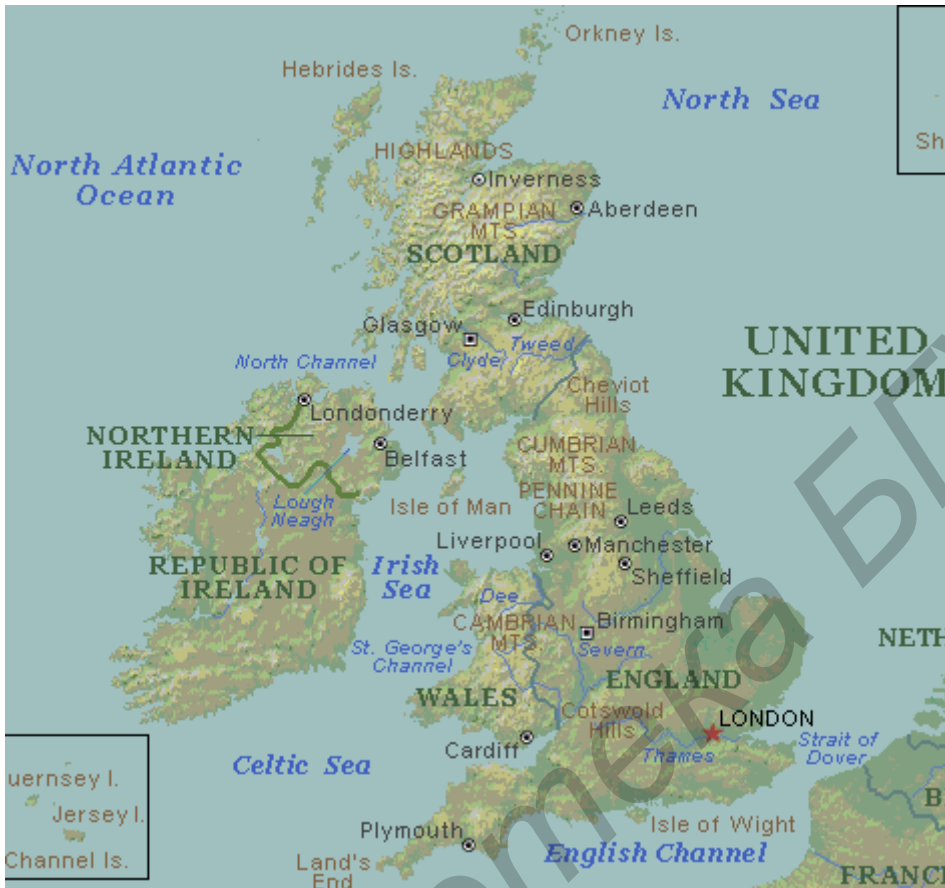 Orkney Is.
Hebrides Is.
North Sea
North Atlantic
Ocean
Sh
HIGHLANDS
Inverness
GRAMPIAN
MTS.
Aberdeen
SCOTLAND
Edinburgh
Glasgow
Clyde
Tweed
UNITED
KINGDOM
North Channel
Cheviot
Hills
Londonderry
NORTHERN
IRELAND
Belfast
CUMBRIAN
MTS.
Lough
Neagh
Isle of Man
PENNINE
CHAIN
Leeds
Liverpool
Manchester
Sheffield
REPUBLIC OF
IRELAND
Irish
Sea
Dee
CAMBRIAN
MTS.
Birmingham
Severn
St. George's
Channel
NETH
WALES
ENGLAND
Cotswold
Hills
LONDON
Cardiff
Thames
Strait of
Dover
Celtic Sea
uernsey I.
Jersey I.
Channel Is.
B
Plymouth
Isle of Wight
Land's
End
English Channel
FRANCE